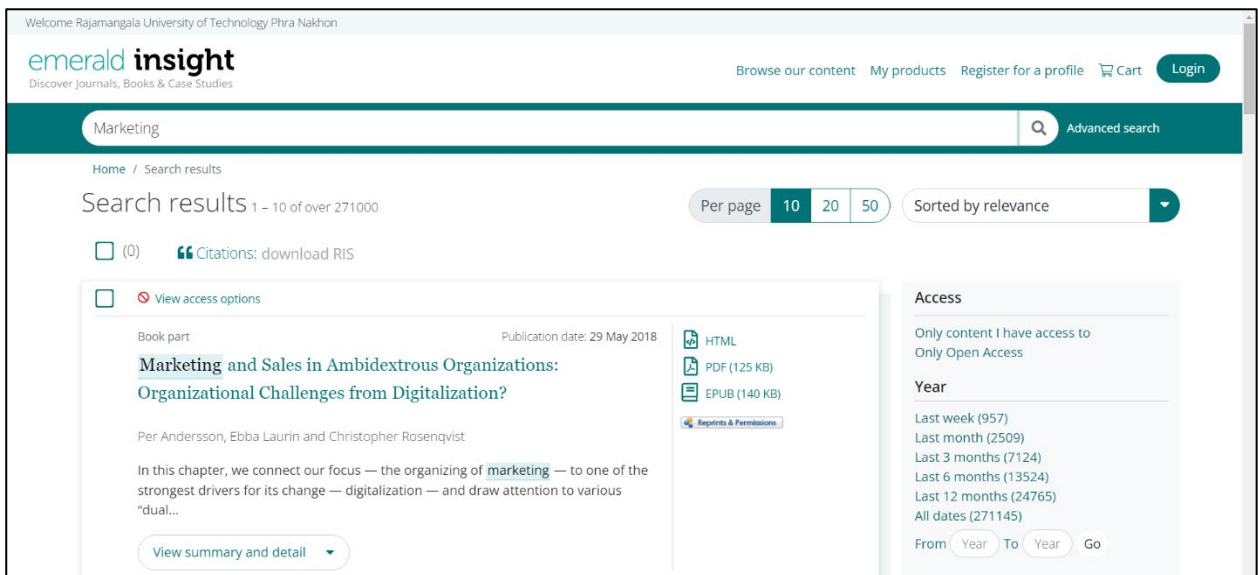 Welcome Rajamangala University of Technology Phra Nakhon
emerald insight
Discover Journals, Books & Case Studies
Browse our content My products Register for a profile Cart Login
Marketing
Advanced search
Home / Search results
Search results 1 – 10 of over 271000
Per page 10 20 50
Sorted by relevance
(0)
Citations: download RIS
View access options
Book part
Publication date: 29 May 2018
Marketing and Sales in Ambidextrous Organizations:
Organizational Challenges from Digitalization?
Per Andersson, Ebba Laurin and Christopher Rosenqvist
In this chapter, we connect our focus — the organizing of marketing — to one of the
strongest drivers for its change — digitalization — and draw attention to various
“dual...
View summary and detail
HTML
PDF (125 KB)
EPUB (140 KB)
Reprints & Permissions
Access
Only content I have access to
Only Open Access
Year
Last week (957)
Last month (2509)
Last 3 months (7124)
Last 6 months (13524)
Last 12 months (24765)
All dates (271145)
From Year To Year Go